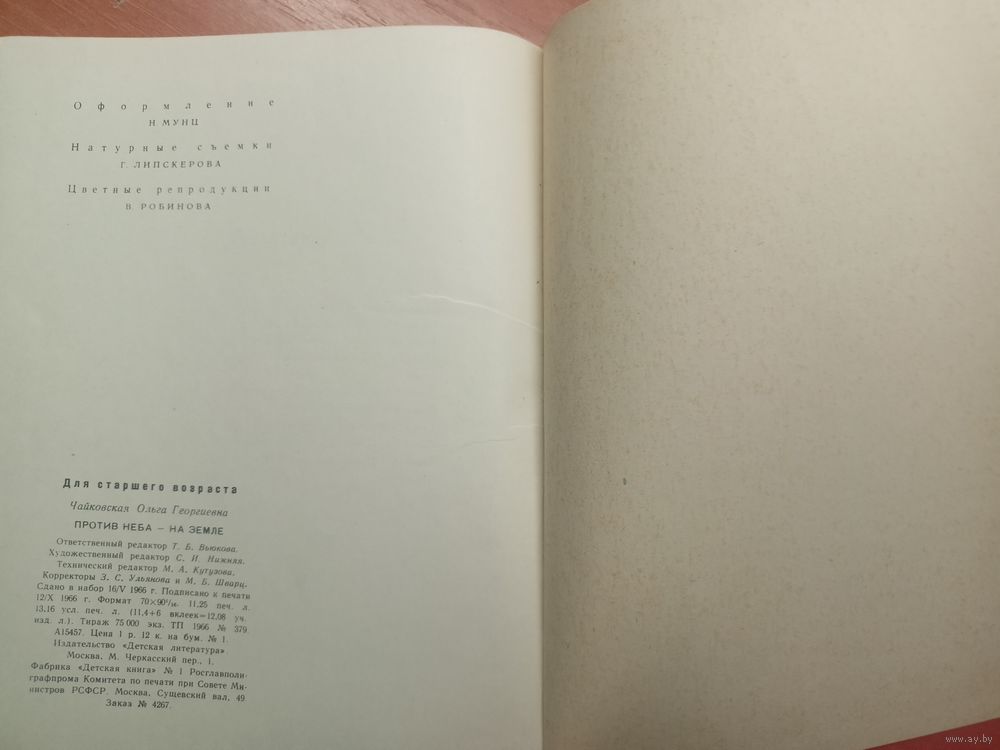 Оформление
Н. МУНЦ
Натурные съемки
Г. ЛИПСКЕРОВА
Цветные репродукции
В. РОБИНОВА
Для старшего возраста
Чайковская Ольга Георгиевна
ПРОТИВ НЕБА — НА ЗЕМЛЕ
Ответственный редактор Т. Б. Вьюкова.
Художественный редактор С. И. Нижняя.
Технический редактор М. А. Кутузова.
Корректоры З. С. Ульянова и М. Б. Шварц.
Сдано в набор 16/V 1966 г. Подписано к печати
12/X 1966 г. Формат 70×90¹/₁₆. 11,25 печ. л.
13,16 усл. печ. л. (11,4+6 вклеек=12,08 уч.
изд. л.). Тираж 75 000 экз. ТП 1966 № 379.
А15457. Цена 1 р. 12 к. на бум. № 1.
Издательство «Детская литература».
Москва, М. Черкасский пер., 1.
Фабрика «Детская книга» № 1 Росглавполи-
графпрома Комитета по печати при Совете Ми-
нистров РСФСР. Москва, Сущевский вал, 49.
Заказ № 4267.
www.ay.by